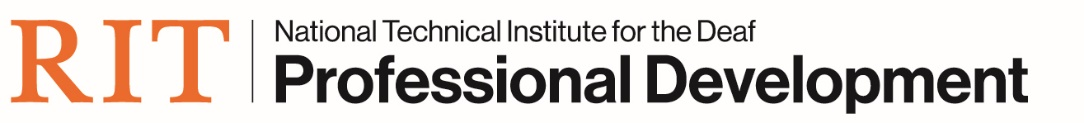 RIT
National Technical Institute for the Deaf
Professional Development